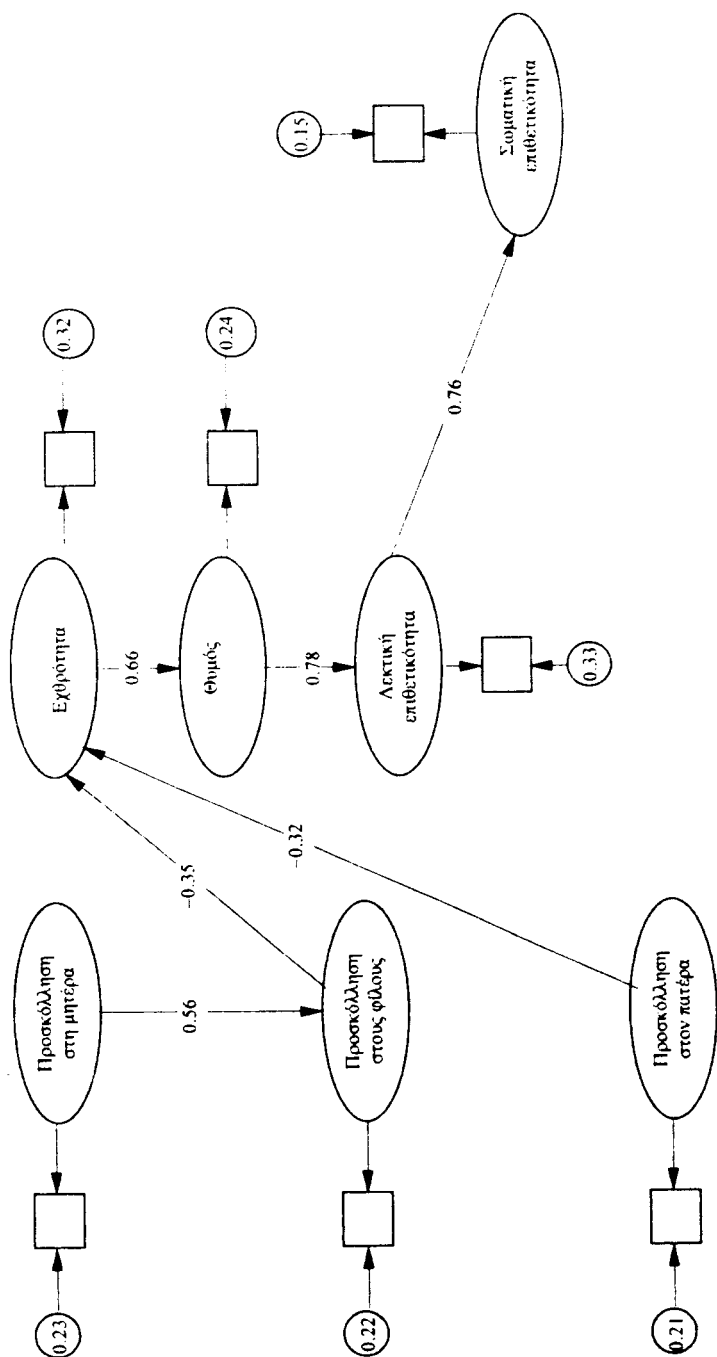 0.23
Προσκόλληση
στη μητέρα
Εχθρότητα
0.32
0.66
0.56
−0.35
Θυμός
0.24
−0.32
0.78
0.15
0.22
Προσκόλληση
στους φίλους
Λεκτική
επιθετικότητα
0.76
Σωματική
επιθετικότητα
0.33
0.21
Προσκόλληση
στον πατέρα